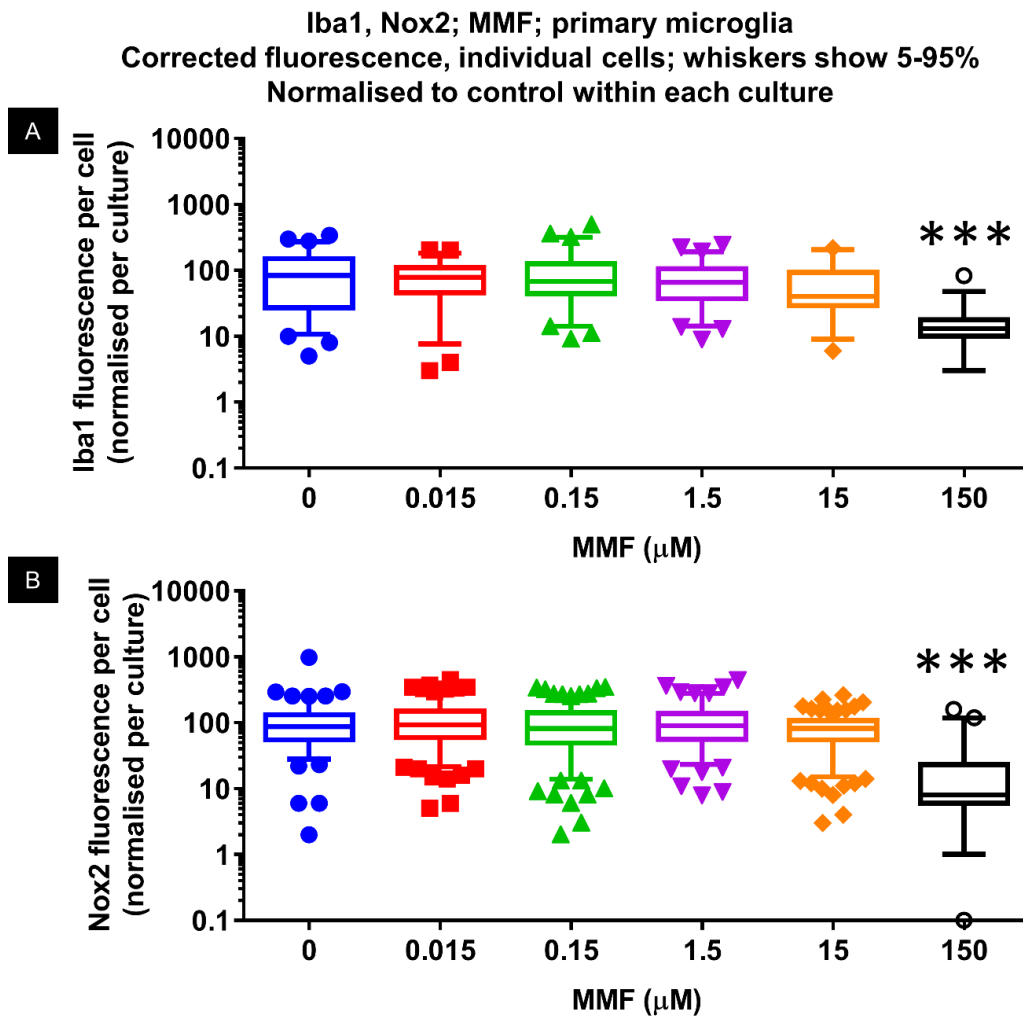 Iba1, Nox2; MMF; primary microglia
Corrected fluorescence, individual cells; whiskers show 5-95%
Normalised to control within each culture
A
Iba1 fluorescence per cell
(normalised per culture)
10000
1000
100
10
1
0.1
***
0
0.015
0.15
1.5
15
150
MMF (μM)
B
Nox2 fluorescence per cell
(normalised per culture)
10000
1000
100
10
1
0.1
***
0
0.015
0.15
1.5
15
150
MMF (μM)